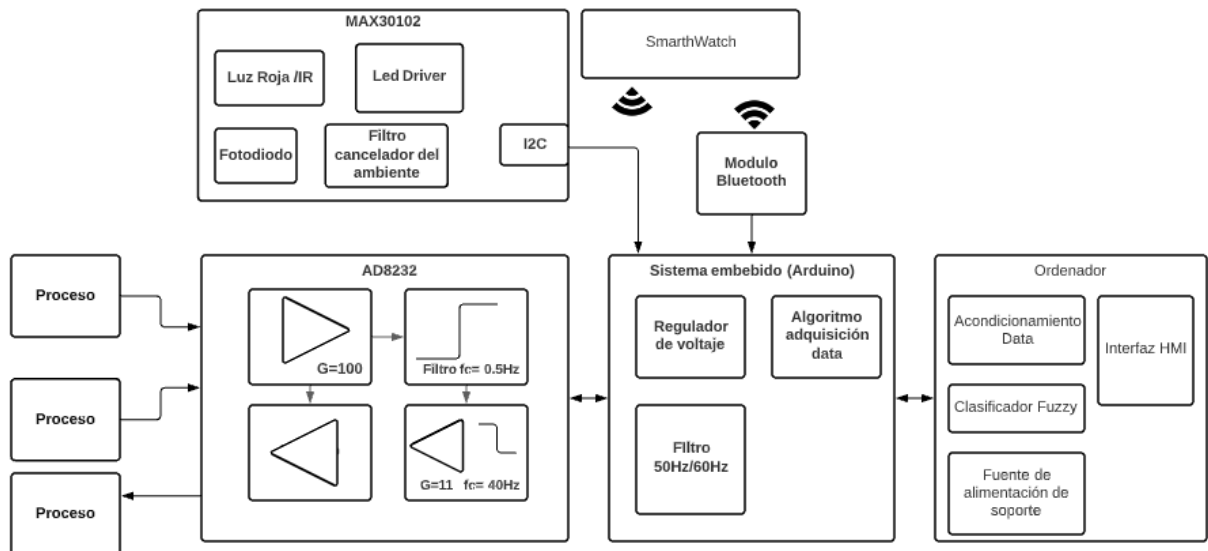 MAX30102
Luz Roja /IR
Led Driver
Fotodiodo
Filtro
cancelador del
ambiente
I2C
SmarthWatch
Modulo
Bluetooth
Proceso
Proceso
Proceso
AD8232
G=100
Filtro fc= 0.5Hz
G=11 fc= 40Hz
Sistema embebido (Arduino)
Regulador
de voltaje
Algoritmo
adquisición
data
FIltro
50Hz/60Hz
Ordenador
Acondicionamiento
Data
Interfaz HMI
Clasificador Fuzzy
Fuente de
alimentación de
soporte